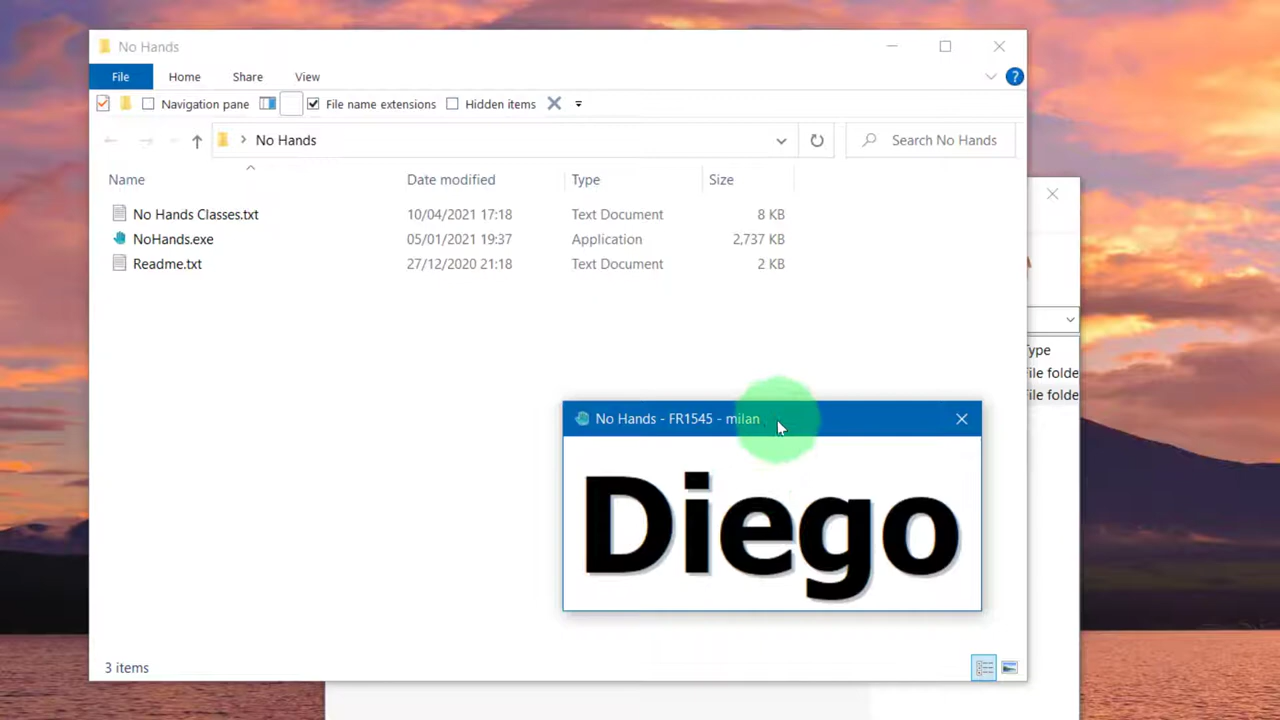 No Hands
File Home Share View
Navigation pane File name extensions Hidden items
No Hands
Search No Hands
Name Date modified Type Size
No Hands Classes.txt 10/04/2021 17:18 Text Document 8 KB
NoHands.exe 05/01/2021 19:37 Application 2,737 KB
Readme.txt 27/12/2020 21:18 Text Document 2 KB
Type
File folde
File folde
No Hands - FR1545 - milan
Diego
3 items